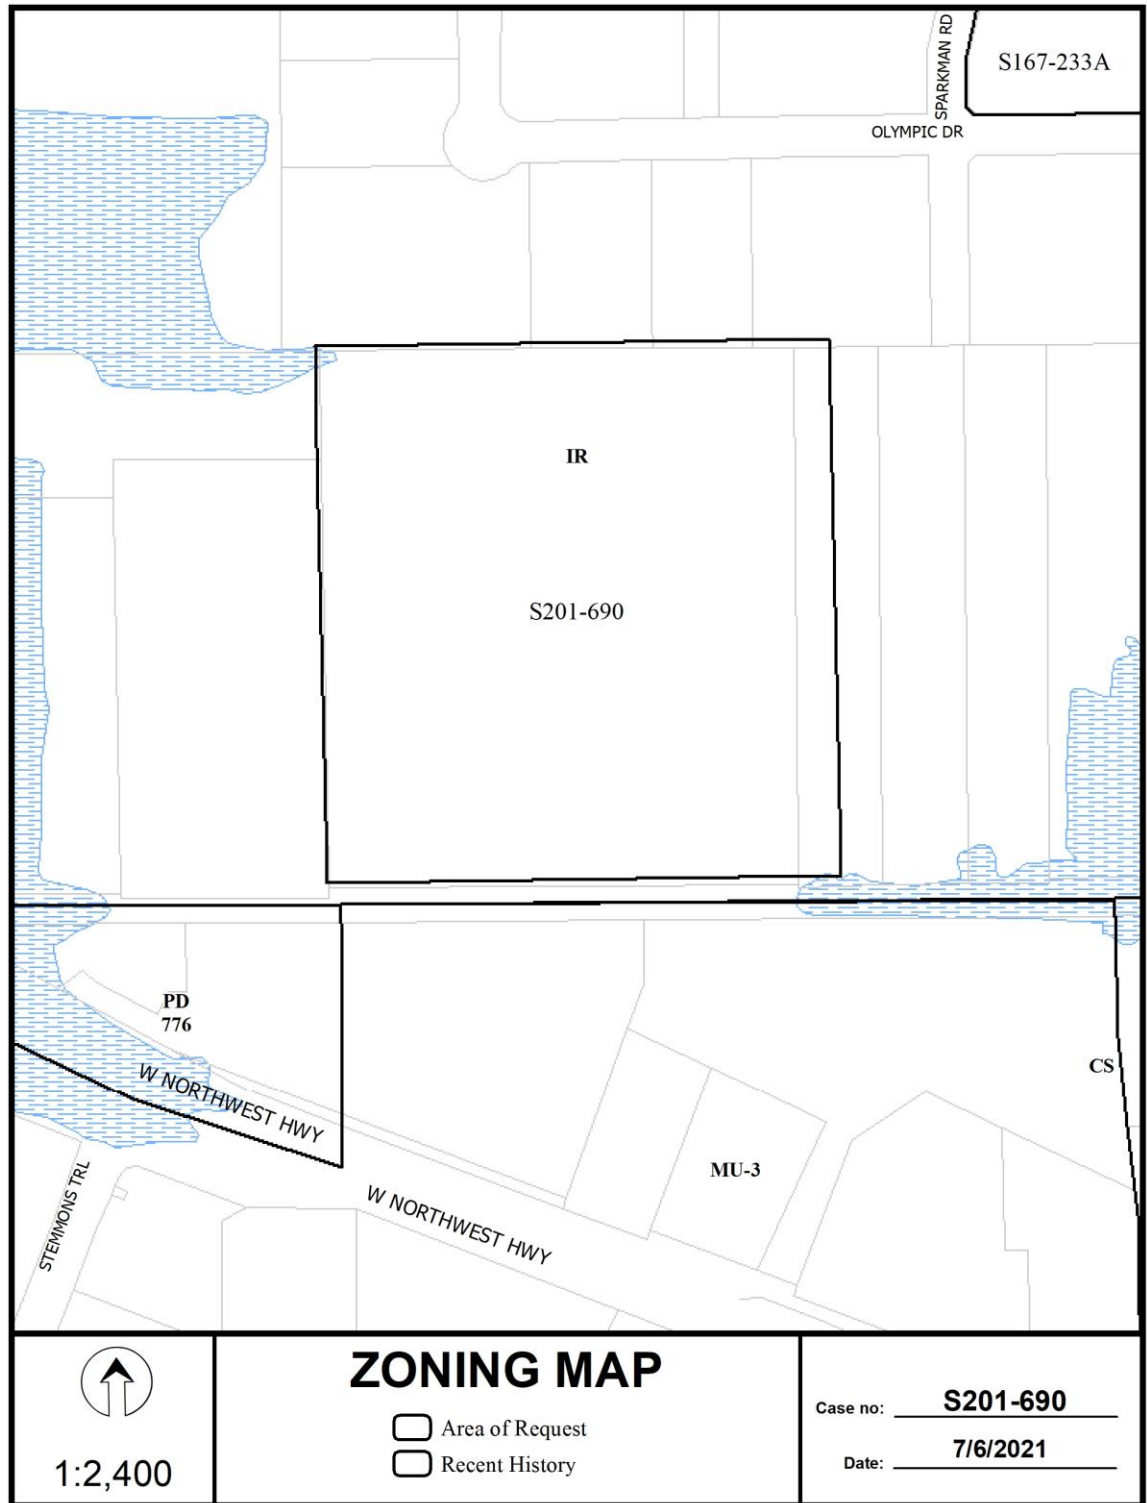 SPARKMAN RD
S167-233A
OLYMPIC DR
IR
S201-690
PD
776
W NORTHWEST HWY
CS
STEMMONS TRL
W NORTHWEST HWY
MU-3
1:2,400
ZONING MAP
Area of Request
Recent History
Case no: S201-690
Date: 7/6/2021